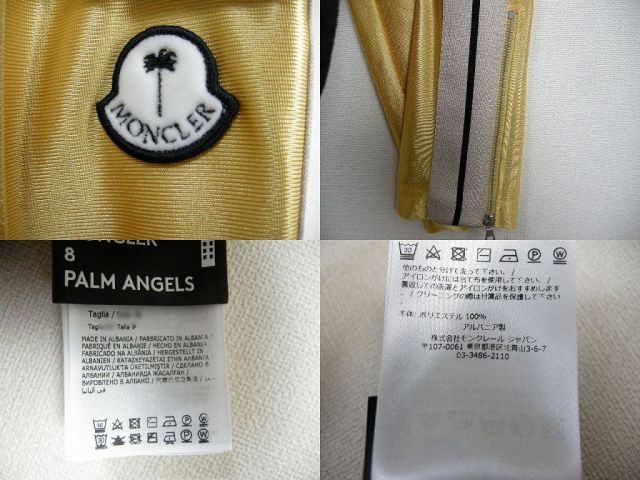 MONCLER
MONCLER
8
PALM ANGELS
Taglia /
Talla P
MADE IN ALBANIA / FABBRICATO IN ALBANIA
FABRIQUÉ EN ALBANIE / HECHO EN ALBANIA
FABRICADO NA ALBÂNIA / HERGESTELLT IN
ALBANIEN / ΚΑΤΑΣΚΕΥΑΖΕΤΑΙ ΣΤΗΝ ΑΛΒΑΝΙΑ
ARNAVUTLUKTA ÜRETİLMİŞTİR / СДЕЛАНО В
АЛБАНИИ / АЛБАНИЯДА ЖАСАЛҒАН /
ВИРОБЛЕНО В АЛБАНІЇ /
他のものと分けて洗って下さい。/
アイロンがけには当て布を使用して下さい。/
裏返しての洗濯とアイロンがけをおすすめします
。/ クリーニングの際は付属品を保護して下さい。
本体: ポリエステル 100%
アルバニア製
株式会社モンクレール ジャパン
〒107-0061 東京都港区北青山3-6-7
03-3486-2110